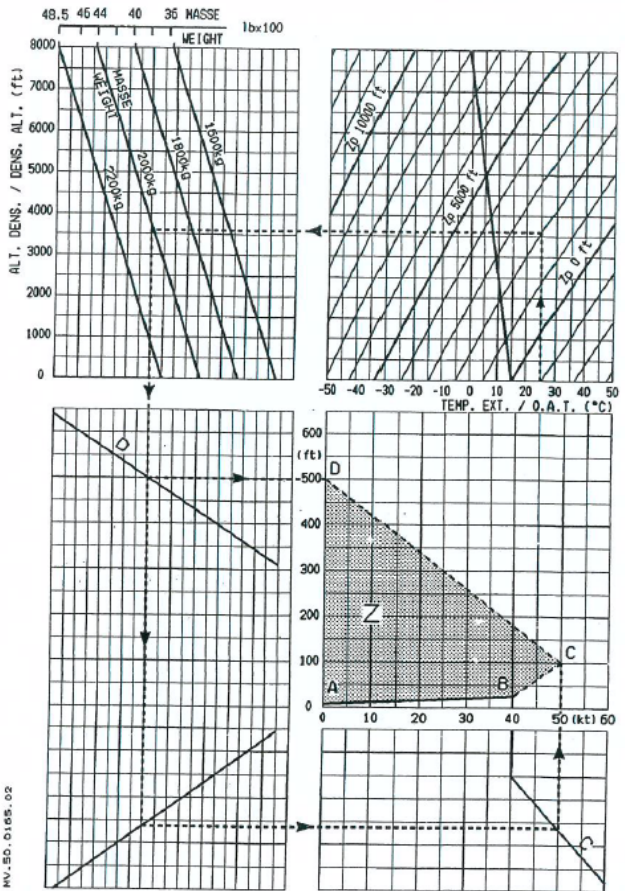 48.5 46 44 40 36 MASSE
WEIGHT
lbx100
ALT. DENS. / DENS. ALT. (ft)
8000
7000
6000
5000
4000
3000
2000
1000
0
MASSE
WEIGHT
2200kg
2000kg
1800kg
1600kg
Zp 10000 ft
Zp 5000 ft
Zp 0 ft
-50 -40 -30 -20 -10 0 10 20 30 40 50
TEMP. EXT. / O.A.T. (°C)
D
600
(ft)
500
400
300
200
100
0
D
Z
A
B
C
0 10 20 30 40 50 (kt) 60
C
MV.50.0165.02